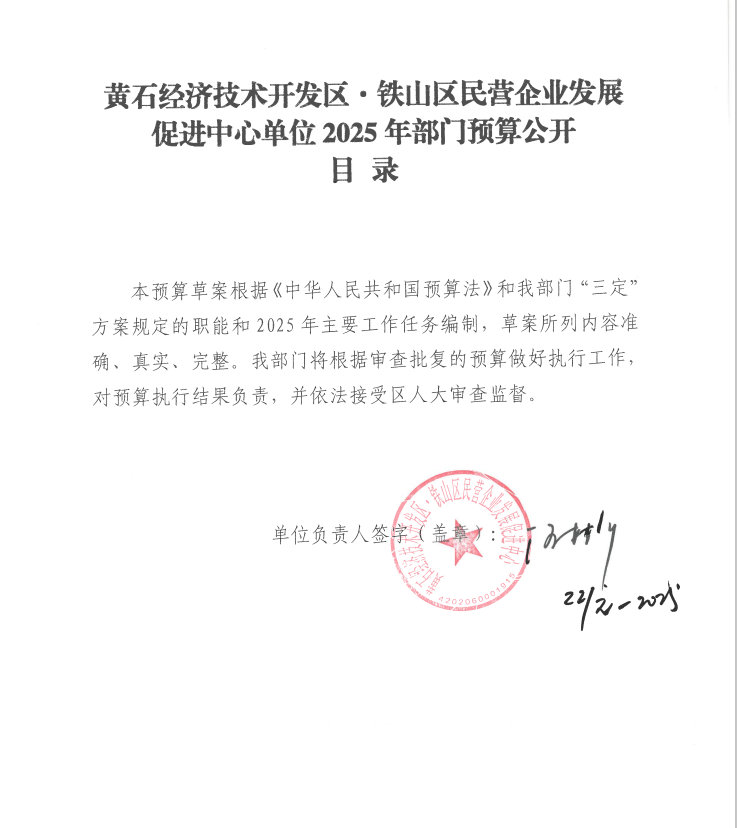 黄石经济技术开发区·铁山区民营企业发展
促进中心单位 2025 年部门预算公开
目 录
本预算草案根据《中华人民共和国预算法》和我部门“三定”
方案规定的职能和 2025 年主要工作任务编制，草案所列内容准
确、真实、完整。我部门将根据审查批复的预算做好执行工作，
对预算执行结果负责，并依法接受区人大审查监督。
黄石经济技术开发区·铁山区民营企业发展促进中心
单位负责人签字（盖章）：
4202060001946
22/元-2025